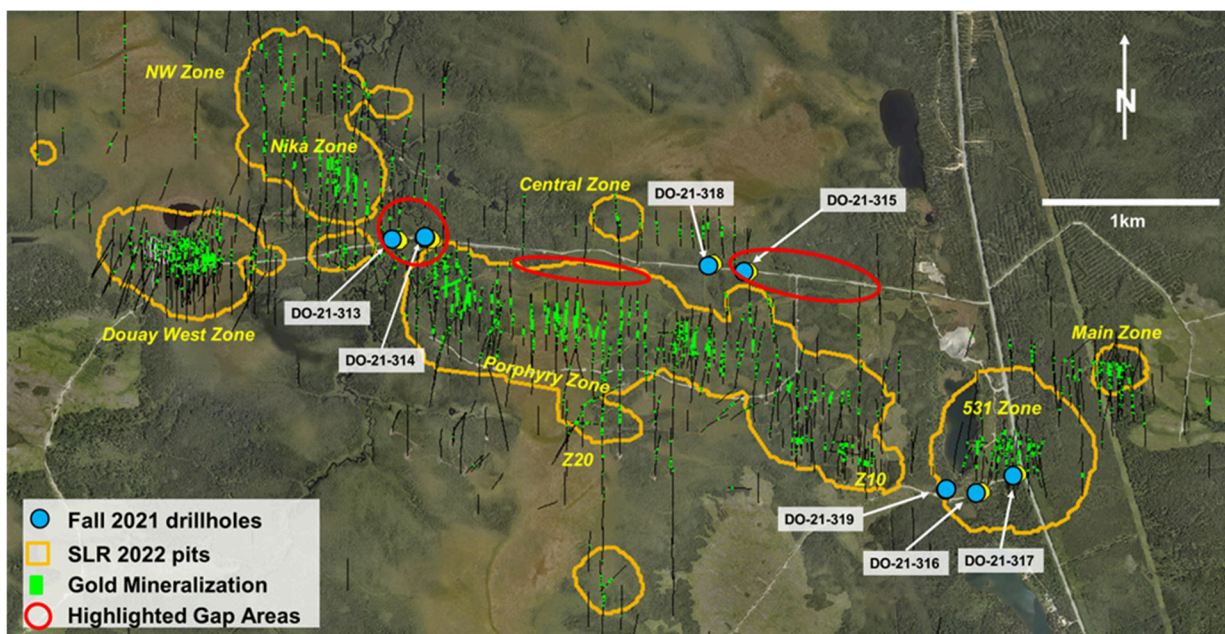 NW Zone
N
Nika Zone
Central Zone
DO-21-318
DO-21-315
1km
DO-21-313
Douay West Zone
DO-21-314
Porphyry Zone
Main Zone
531 Zone
Z20
Z10
DO-21-319
DO-21-316
DO-21-317
Fall 2021 drillholes
SLR 2022 pits
Gold Mineralization
Highlighted Gap Areas